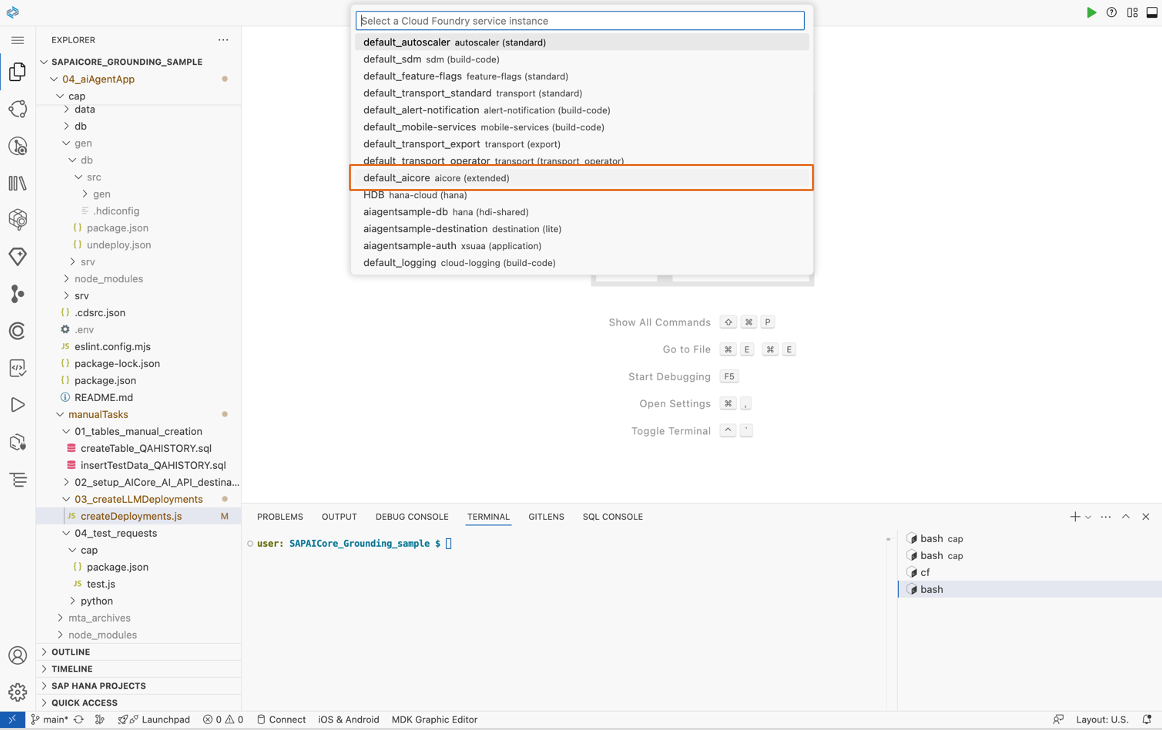 Select a Cloud Foundry service instance
default_autoscaler autoscaler (standard)
default_sdm sdm (build-code)
default_feature-flags feature-flags (standard)
default_transport_standard transport (standard)
default_alert-notification alert-notification (build-code)
default_mobile-services mobile-services (build-code)
default_transport_export transport (export)
default_transport_operator transport (transport_operator)
default_aicore aicore (extended)
HDB hana-cloud (hana)
aiagentsample-db hana (hdi-shared)
aiagentsample-destination destination (lite)
aiagentsample-auth xsuaa (application)
default_logging cloud-logging (build-code)
EXPLORER
SAPAICORE_GROUNDING_SAMPLE
04_aiAgentApp
cap
data
db
gen
db
src
gen
.hdiconfig
{} package.json
{} undeploy.json
srv
node_modules
srv
{} .cdsrc.json
.env
JS eslint.config.mjs
{} package-lock.json
{} package.json
README.md
manualTasks
01_tables_manual_creation
createTable_QAHISTORY.sql
insertTestData_QAHISTORY.sql
02_setup_AICore_AI_API_destina...
03_createLLMDeployments
JS createDeployments.js M
04_test_requests
cap
{} package.json
JS test.js
python
mta_archives
node_modules
OUTLINE
TIMELINE
SAP HANA PROJECTS
QUICK ACCESS
Show All Commands ⇧ ⌘ P
Go to File ⌘ E ⌘ E
Start Debugging F5
Open Settings ⌘ ,
Toggle Terminal ^ `
PROBLEMS OUTPUT DEBUG CONSOLE TERMINAL GITLENS SQL CONSOLE
user: SAPAICore_Grounding_sample $
bash cap
bash cap
cf
bash
main* Launchpad 0 0 Connect iOS & Android MDK Graphic Editor Layout: U.S.